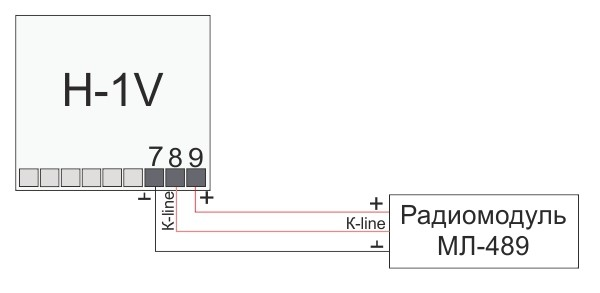 H-1V
7 8 9
K-line
+
+
K-line
Радиомодуль
МЛ-489